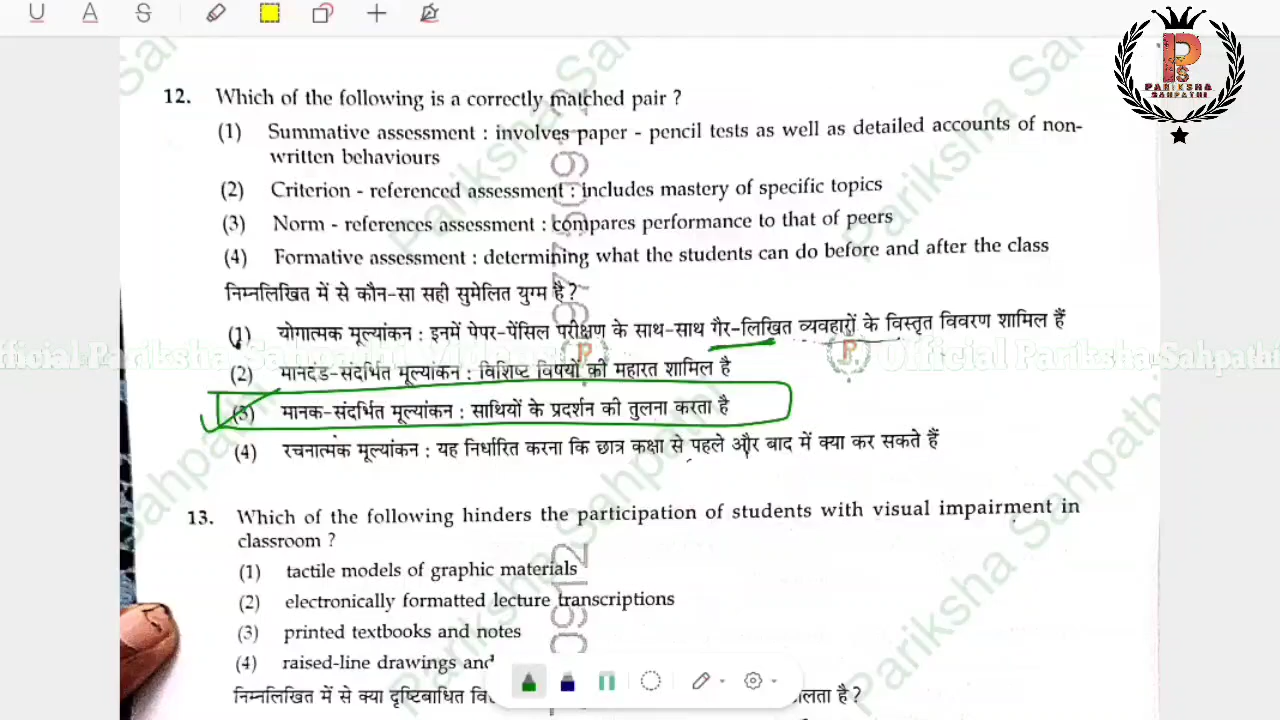 PARIKSHA
SAHPATHI
12. Which of the following is a correctly matched pair ?
(1) Summative assessment : involves paper - pencil tests as well as detailed accounts of non-
written behaviours
(2) Criterion - referenced assessment : includes mastery of specific topics
(3) Norm - references assessment : compares performance to that of peers
(4) Formative assessment : determining what the students can do before and after the class
निम्नलिखित में से कौन-सा सही सुमेलित युग्म है ?
(1) योगात्मक मूल्यांकन : इनमें पेपर-पेंसिल परीक्षण के साथ-साथ गैर-लिखित व्यवहारों के विस्तृत विवरण शामिल हैं
(2) मानदंड-संदर्भित मूल्यांकन : विशिष्ट विषयों की महारत शामिल है
(3) मानक-संदर्भित मूल्यांकन : साथियों के प्रदर्शन की तुलना करता है
(4) रचनात्मक मूल्यांकन : यह निर्धारित करना कि छात्र कक्षा से पहले और बाद में क्या कर सकते हैं
13. Which of the following hinders the participation of students with visual impairment in
classroom ?
(1) tactile models of graphic materials
(2) electronically formatted lecture transcriptions
(3) printed textbooks and notes
(4) raised-line drawings and
निम्नलिखित में से क्या दृष्टिबाधित
है ?
Official Pariksha Sahpathi
Pariksha Sahpathi